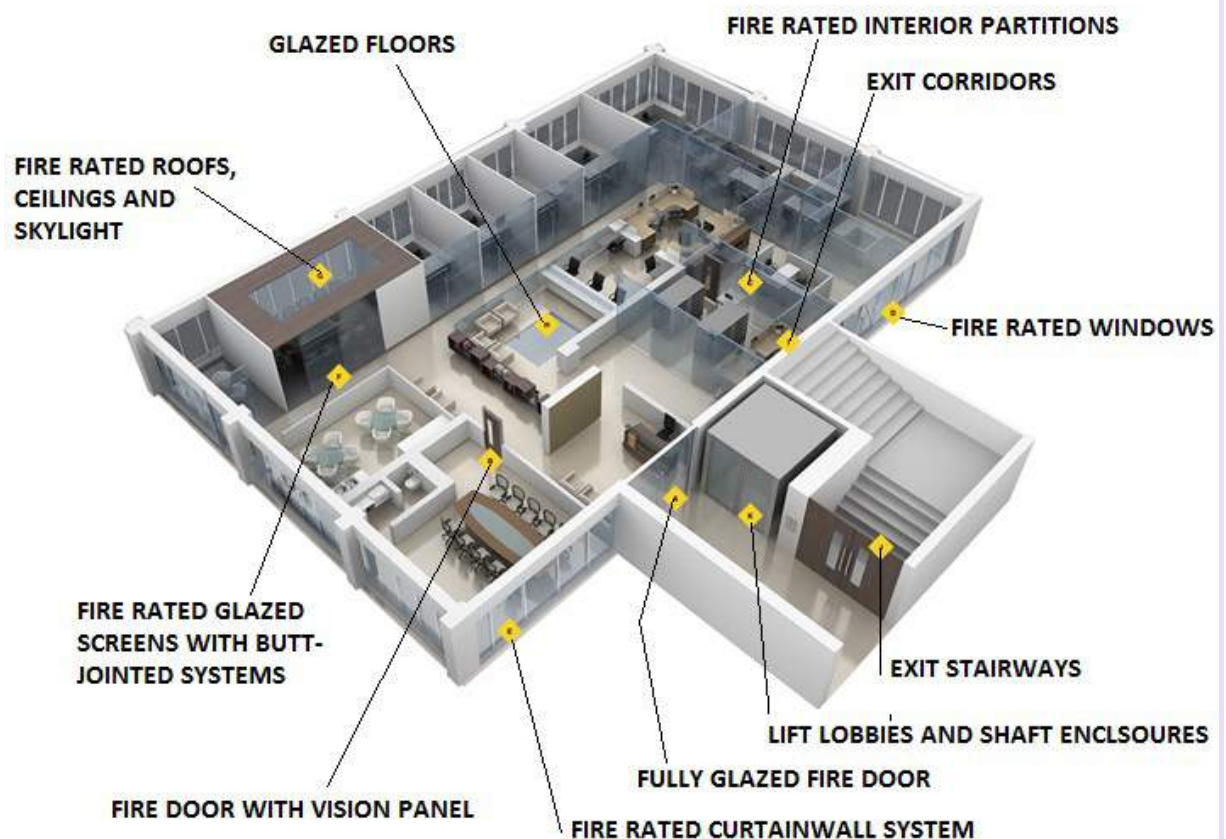 FIRE RATED INTERIOR PARTITIONS
GLAZED FLOORS
EXIT CORRIDORS
FIRE RATED ROOFS,
CEILINGS AND
SKYLIGHT
FIRE RATED WINDOWS
FIRE RATED GLAZED
SCREENS WITH BUTT-
JOINTED SYSTEMS
EXIT STAIRWAYS
LIFT LOBBIES AND SHAFT ENCLSOURES
FULLY GLAZED FIRE DOOR
FIRE DOOR WITH VISION PANEL
FIRE RATED CURTAINWALL SYSTEM